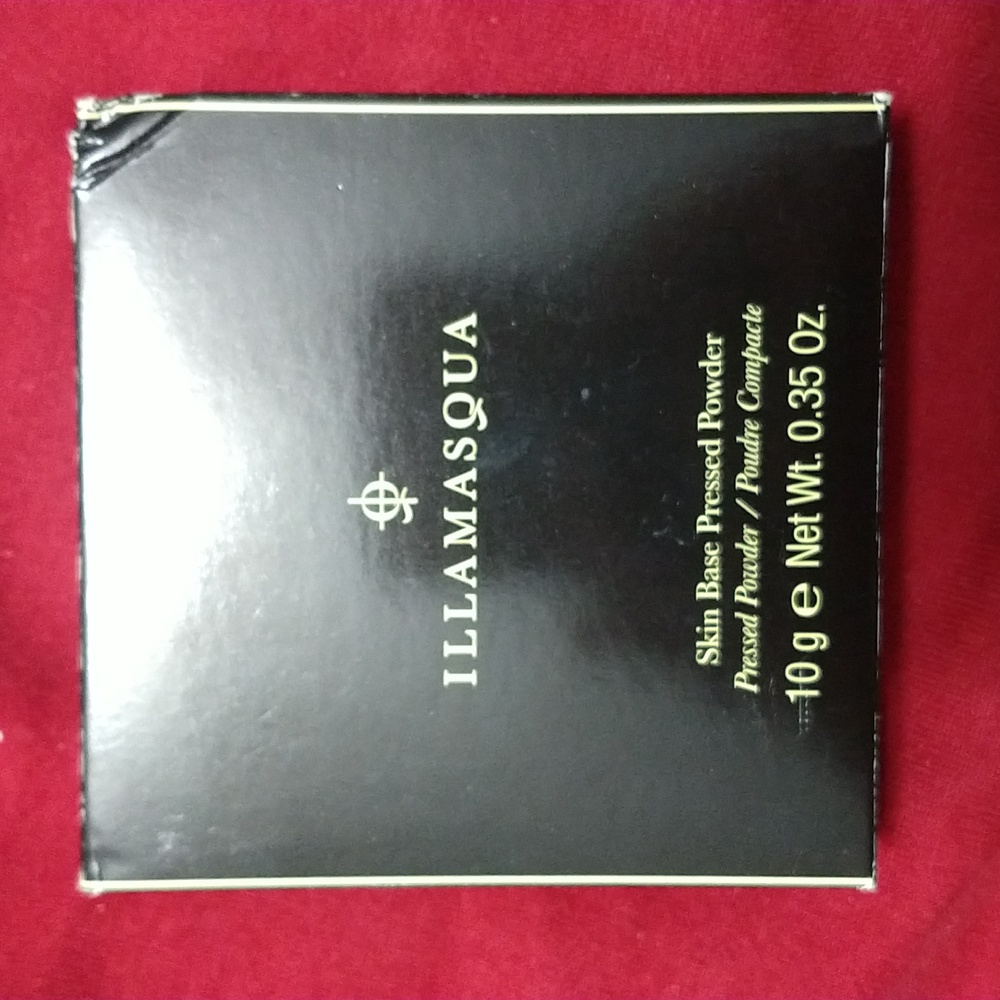 ILLAMASQUA
Skin Base Pressed Powder
Pressed Powder / Poudre Compacte
10 g e Net Wt. 0.35 Oz.